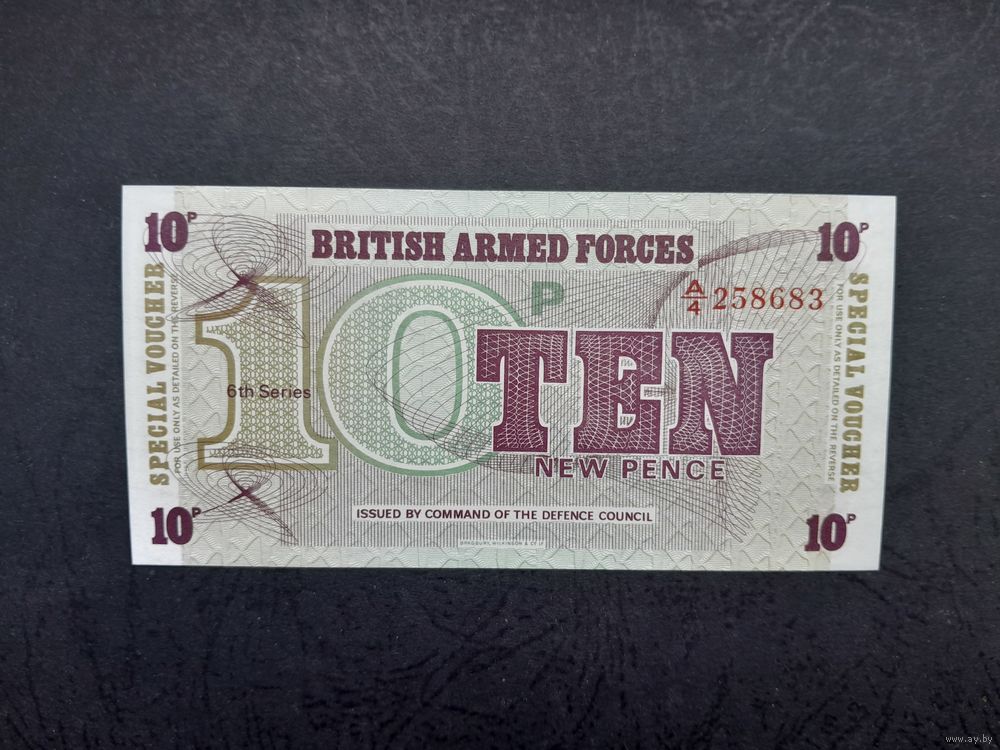 10P
BRITISH ARMED FORCES
10P
SPECIAL VOUCHER
FOR USE ONLY AS DETAILED ON THE REVERSE
10
P
A/4 258683
6th Series
TEN
NEW PENCE
ISSUED BY COMMAND OF THE DEFENCE COUNCIL
SPECIAL VOUCHER
FOR USE ONLY AS DETAILED ON THE REVERSE
10P
10P
www.ay.by